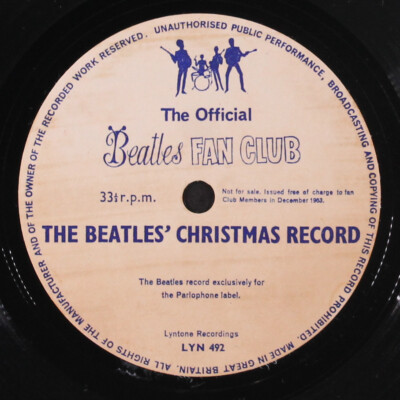 ALL RIGHTS OF THE MANUFACTURER AND OF THE OWNER OF THE RECORDED WORK RESERVED. UNAUTHORISED PUBLIC PERFORMANCE, BROADCASTING AND COPYING OF THIS RECORD PROHIBITED. MADE IN GREAT BRITAIN.
The Official
Beatles FAN CLUB
33⅓ r.p.m.
Not for sale. Issued free of charge to fan
Club Members in December 1963.
THE BEATLES' CHRISTMAS RECORD
The Beatles record exclusively for
the Parlophone label.
Lyntone Recordings
LYN 492